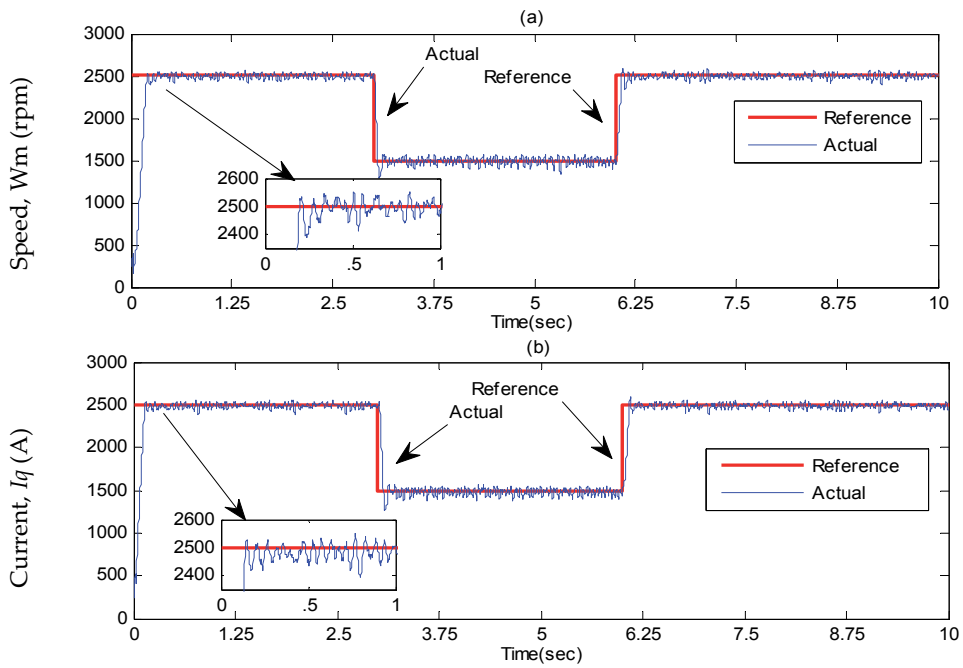 (a)
3000
2500
2000
1500
1000
500
0
Speed, Wm (rpm)
Actual
Reference
Reference
Actual
2600
2500
2400
0 .5 1
0 1.25 2.5 3.75 5 6.25 7.5 8.75 10
Time(sec)
(b)
3000
2500
2000
1500
1000
500
0
Current, Iq (A)
Reference
Actual
Reference
Actual
2600
2500
2400
0 .5 1
0 1.25 2.5 3.75 5 6.25 7.5 8.75 10
Time(sec)